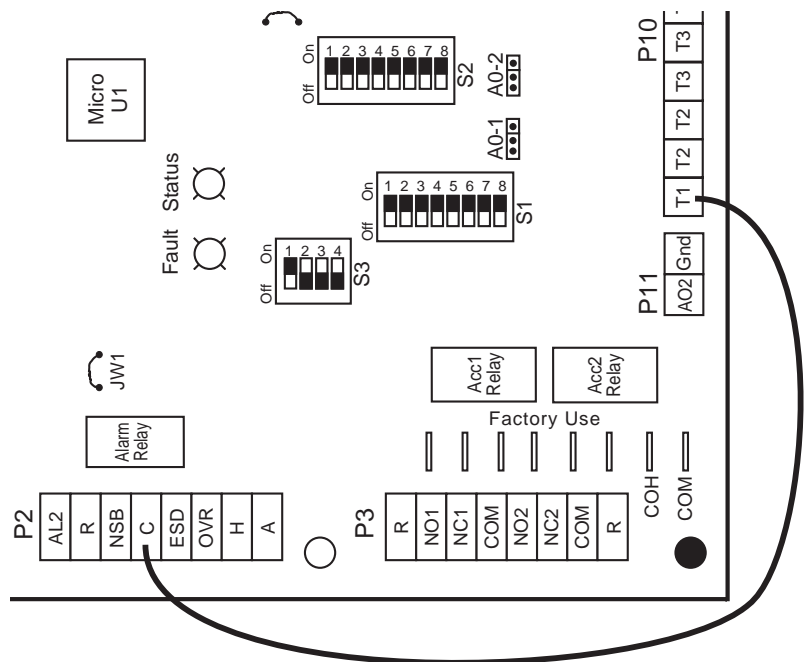 P10
T3
T3
T2
T2
T1
On
Off
1 2 3 4 5 6 7 8
S2
A0-2
A0-1
Micro
U1
Status
Fault
On
Off
1 2 3 4 5 6 7 8
S1
On
Off
1 2 3 4
S3
P11
Gnd
AO2
JW1
Acc1
Relay
Acc2
Relay
Factory Use
Alarm
Relay
COH
COM
P2
AL2
R
NSB
C
ESD
OVR
H
A
P3
R
NO1
NC1
COM
NO2
NC2
COM
R